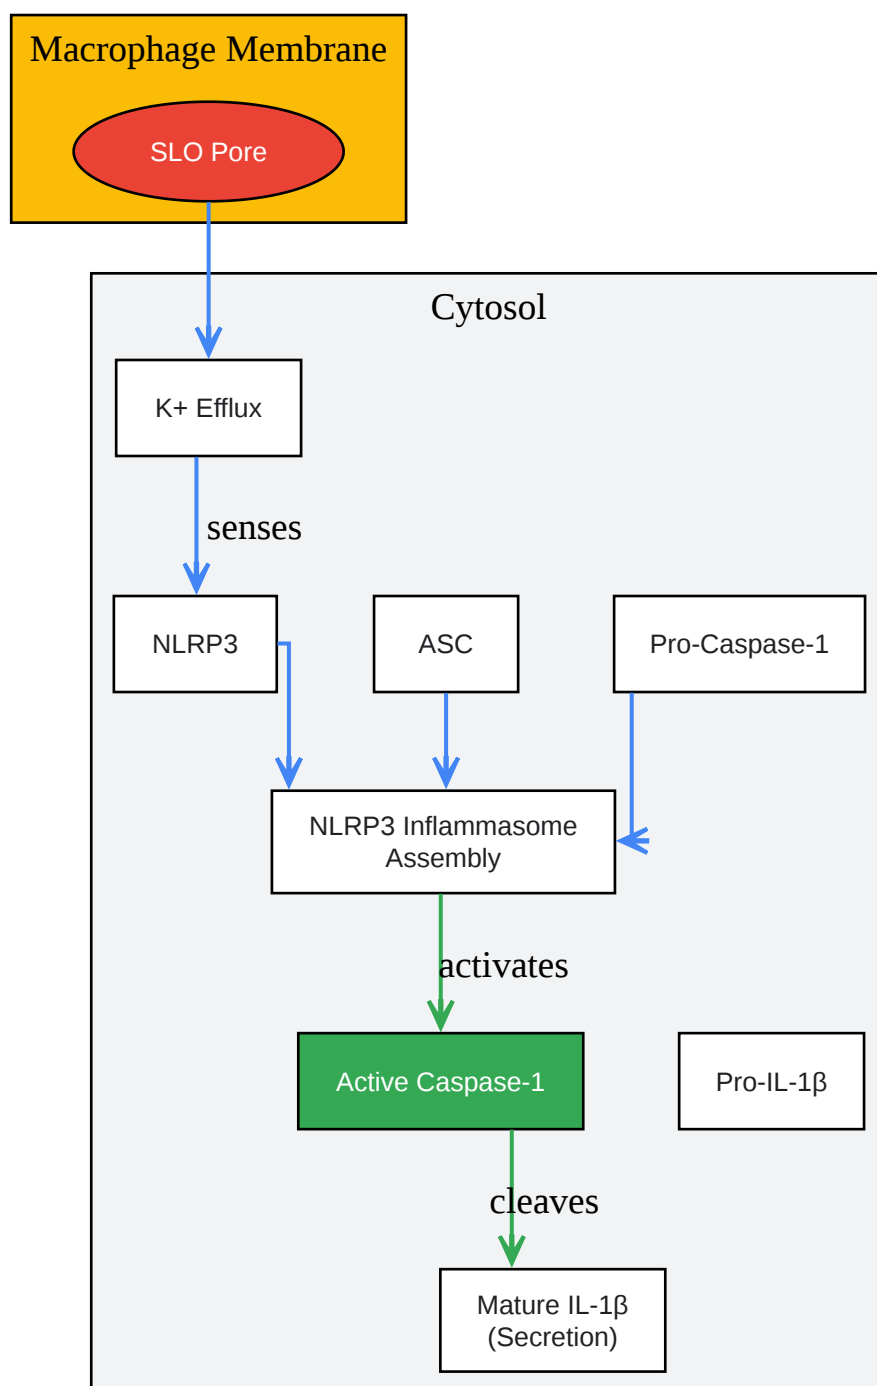 Macrophage Membrane
SLO Pore
Cytosol
K+ Efflux
senses
NLRP3
ASC
Pro-Caspase-1
NLRP3 Inflammasome
Assembly
activates
Active Caspase-1
Pro-IL-1β
cleaves
Mature IL-1β
(Secretion)